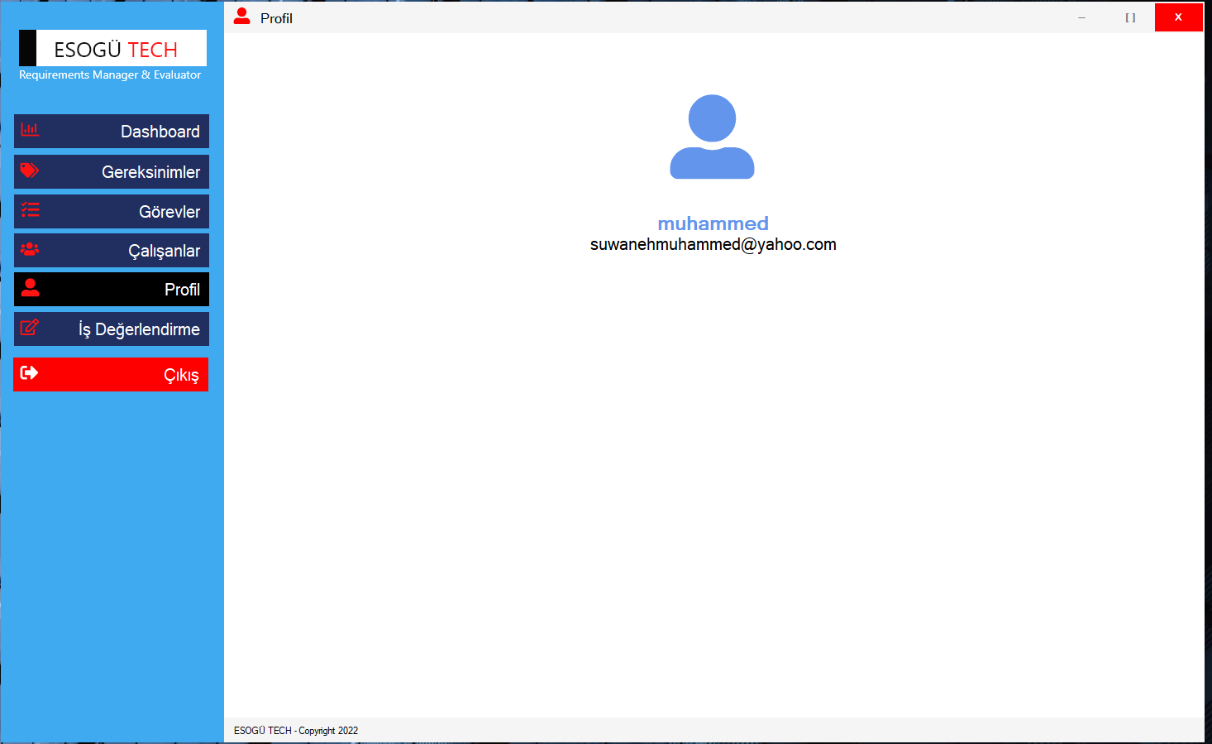 ESOGÜ TECH
Requirements Manager & Evaluator
Dashboard
Gereksinimler
Görevler
Çalışanlar
Profil
İş Değerlendirme
Çıkış
Profil
– [ ] X
muhammed
suwanehmuhammed@yahoo.com
ESOGÜ TECH - Copyright 2022